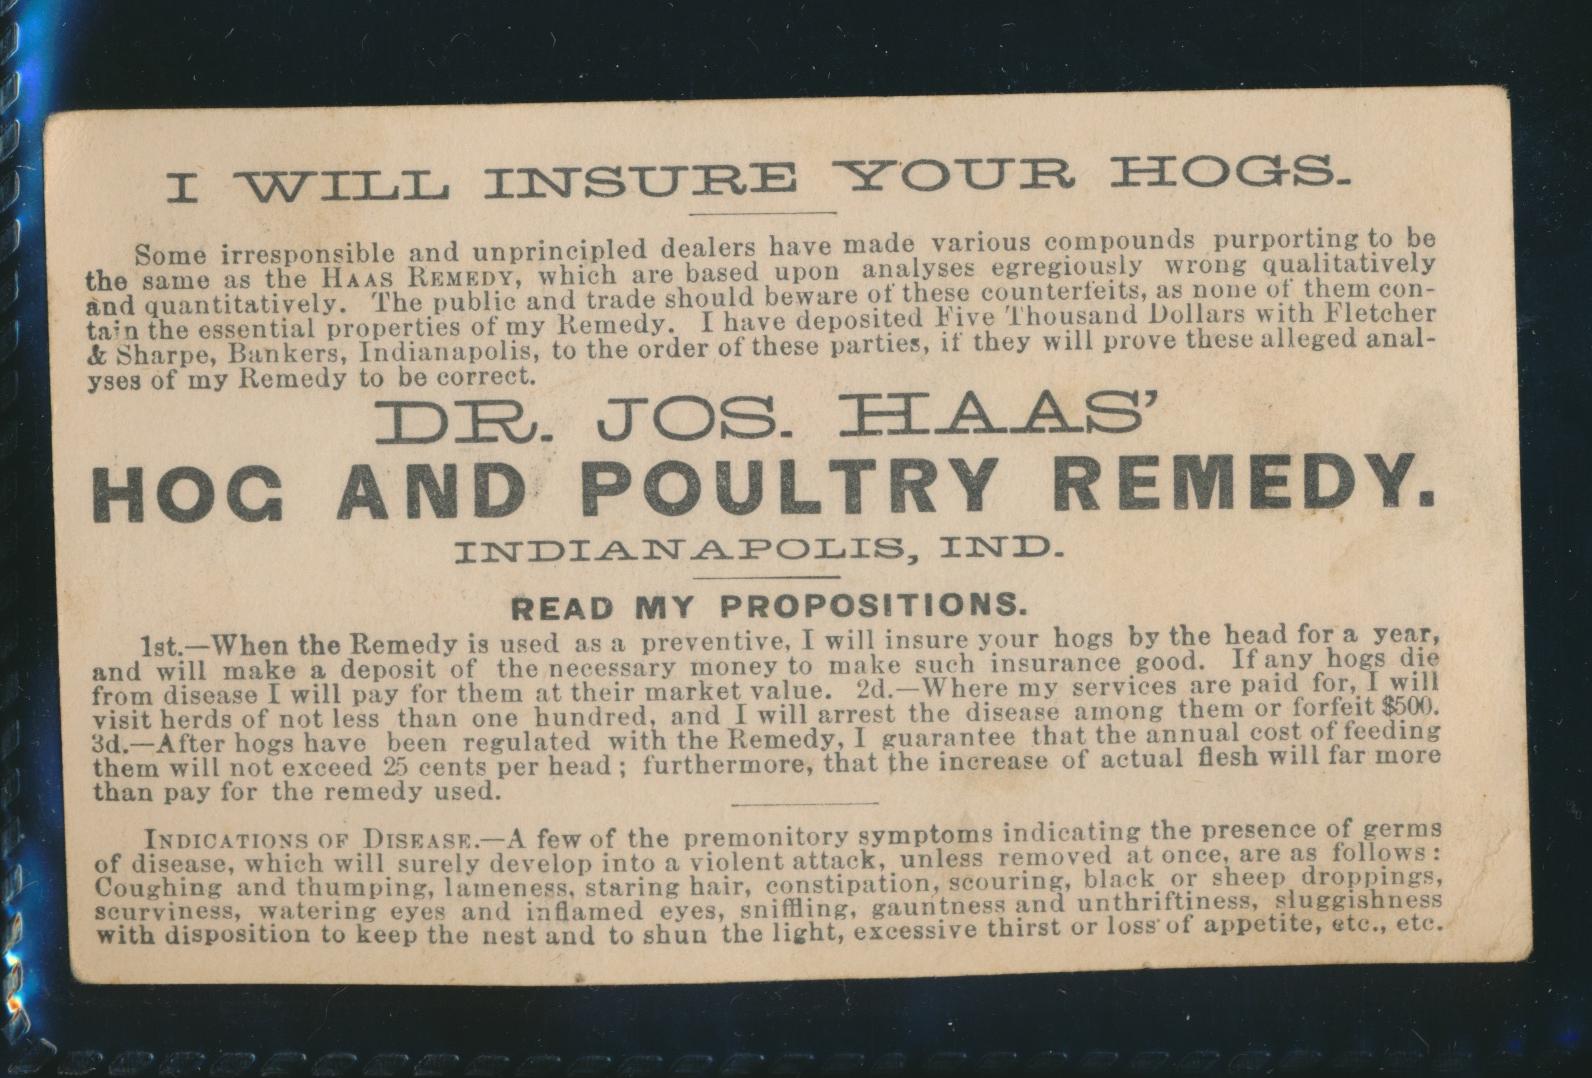 I WILL INSURE YOUR HOGS.
Some irresponsible and unprincipled dealers have made various compounds purporting to be
the same as the HAAS REMEDY, which are based upon analyses egregiously wrong qualitatively
and quantitatively. The public and trade should beware of these counterfeits, as none of them con-
tain the essential properties of my Remedy. I have deposited Five Thousand Dollars with Fletcher
& Sharpe, Bankers, Indianapolis, to the order of these parties, if they will prove these alleged anal-
yses of my Remedy to be correct.
DR. JOS. HAAS'
HOG AND POULTRY REMEDY.
INDIANAPOLIS, IND.
READ MY PROPOSITIONS.
1st.—When the Remedy is used as a preventive, I will insure your hogs by the head for a year,
and will make a deposit of the necessary money to make such insurance good. If any hogs die
from disease I will pay for them at their market value. 2d.—Where my services are paid for, I will
visit herds of not less than one hundred, and I will arrest the disease among them or forfeit $500.
3d.—After hogs have been regulated with the Remedy, I guarantee that the annual cost of feeding
them will not exceed 25 cents per head; furthermore, that the increase of actual flesh will far more
than pay for the remedy used.
INDICATIONS OF DISEASE.—A few of the premonitory symptoms indicating the presence of germs
of disease, which will surely develop into a violent attack, unless removed at once, are as follows:
Coughing and thumping, lameness, staring hair, constipation, scouring, black or sheep droppings,
scurviness, watering eyes and inflamed eyes, sniffling, gauntness and unthriftiness, sluggishness
with disposition to keep the nest and to shun the light, excessive thirst or loss of appetite, etc., etc.